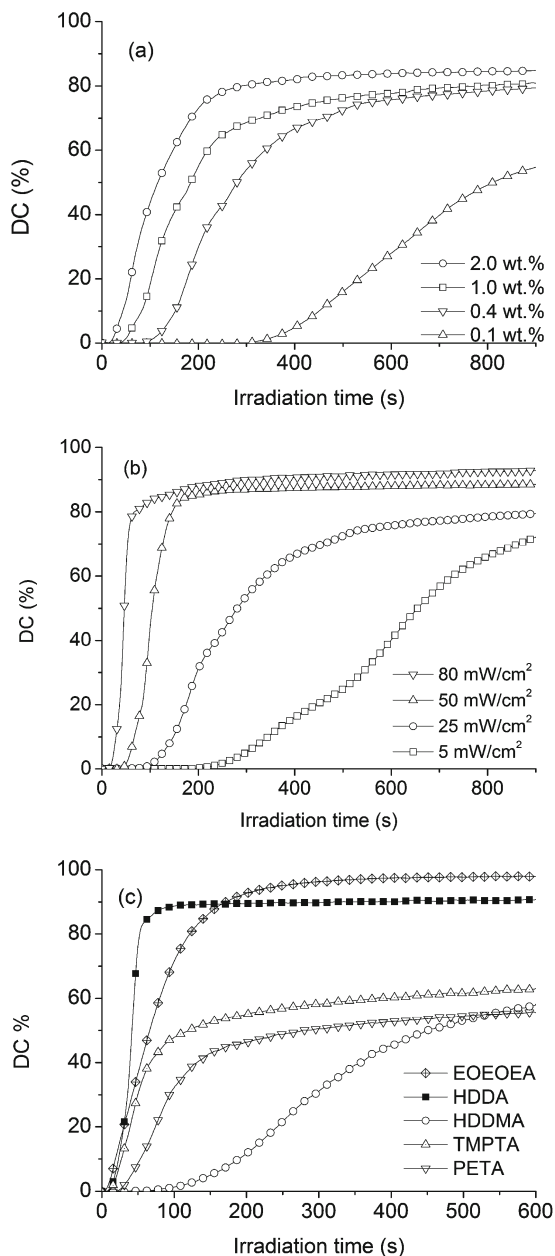 (a)
DC (%)
100
80
60
40
20
0
2.0 wt.%
1.0 wt.%
0.4 wt.%
0.1 wt.%
0 200 400 600 800
Irradiation time (s)
(b)
DC (%)
100
80
60
40
20
0
80 mW/cm²
50 mW/cm²
25 mW/cm²
5 mW/cm²
0 200 400 600 800
Irradiation time (s)
(c)
DC %
100
80
60
40
20
0
EOEOEA
HDDA
HDDMA
TMPTA
PETA
0 100 200 300 400 500 600
Irradiation time (s)